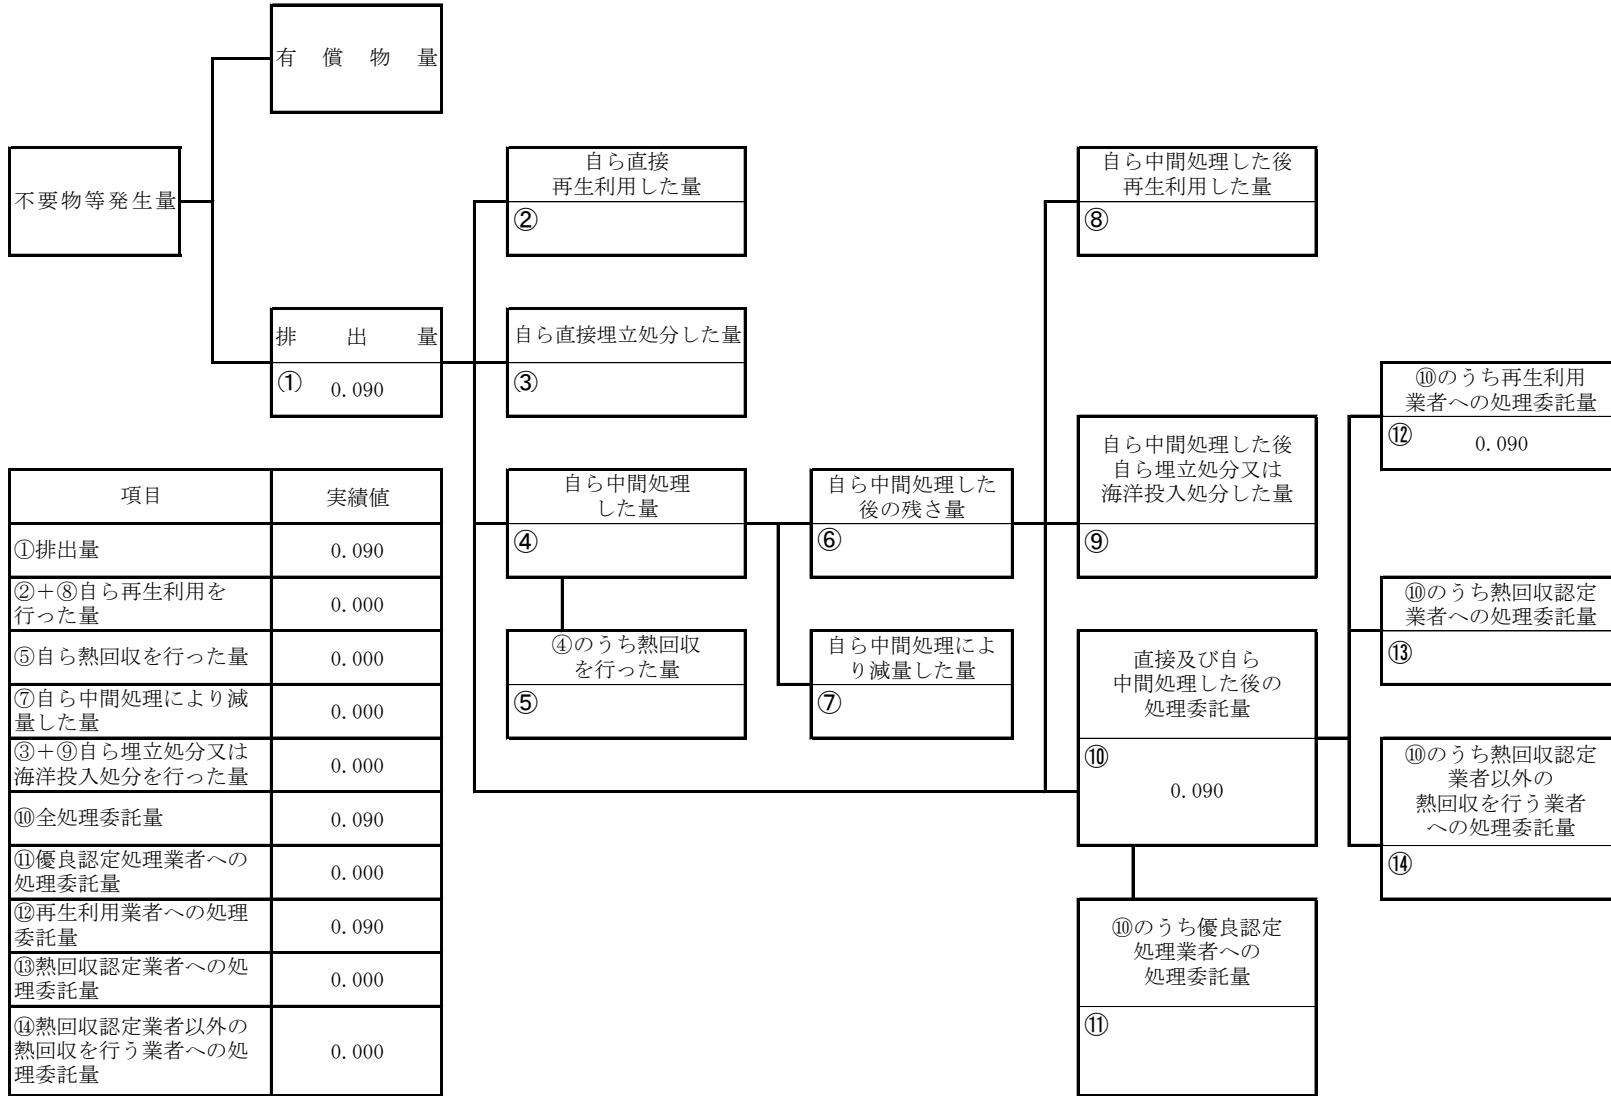 有償物量
不要物等発生量
排出量
① 0.090
自ら直接
再生利用した量
②
自ら直接埋立処分した量
③
自ら中間処理
した量
④
④のうち熱回収
を行った量
⑤
自ら中間処理した
後の残さ量
⑥
自ら中間処理によ
り減量した量
⑦
自ら中間処理した後
再生利用した量
⑧
自ら中間処理した後
自ら埋立処分又は
海洋投入処分した量
⑨
直接及び自ら
中間処理した後の
処理委託量
⑩
0.090
⑩のうち優良認定
処理業者への
処理委託量
⑪
⑩のうち再生利用
業者への処理委託量
⑫ 0.090
⑩のうち熱回収認定
業者への処理委託量
⑬
⑩のうち熱回収認定
業者以外の
熱回収を行う業者
への処理委託量
⑭
項目 実績値
①排出量 0.090
②＋⑧自ら再生利用を
行った量 0.000
⑤自ら熱回収を行った量 0.000
⑦自ら中間処理により減
量した量 0.000
③＋⑨自ら埋立処分又は
海洋投入処分を行った量 0.000
⑩全処理委託量 0.090
⑪優良認定処理業者への
処理委託量 0.000
⑫再生利用業者への処理
委託量 0.090
⑬熱回収認定業者への処
理委託量 0.000
⑭熱回収認定業者以外の
熱回収を行う業者への処
理委託量 0.000